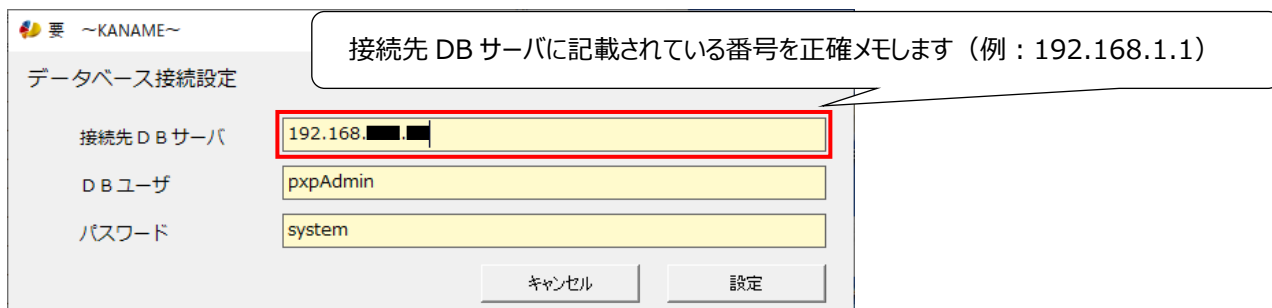 要 ～KANAME～
接続先 DB サーバに記載されている番号を正確メモします（例：192.168.1.1）
データベース接続設定
接続先ＤＢサーバ 192.168.
ＤＢユーザ pxpAdmin
パスワード system
キャンセル 設定